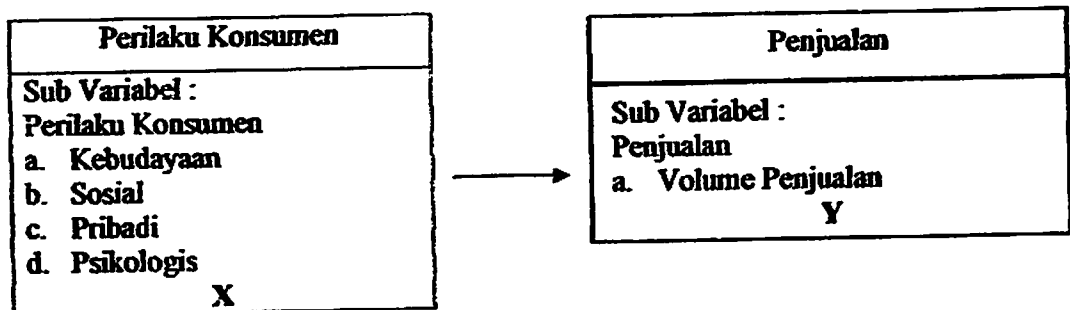 Perilaku Konsumen
Sub Variabel :
Perilaku Konsumen
a. Kebudayaan
b. Sosial
c. Pribadi
d. Psikologis
X
Penjualan
Sub Variabel :
Penjualan
a. Volume Penjualan
Y